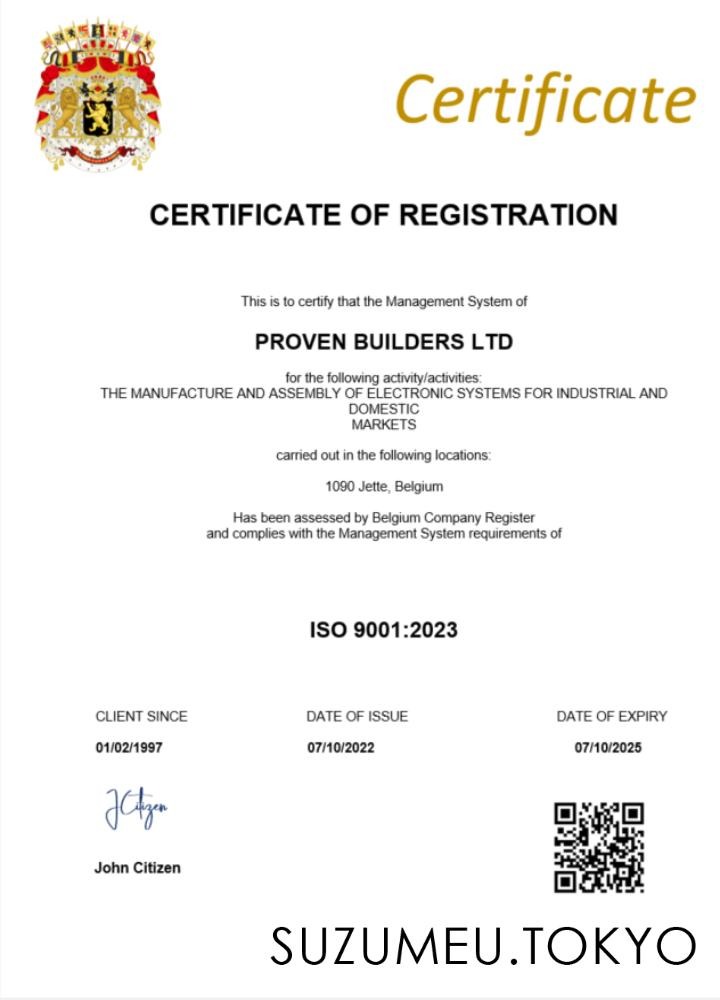 Certificate
CERTIFICATE OF REGISTRATION
This is to certify that the Management System of
PROVEN BUILDERS LTD
for the following activity/activities:
THE MANUFACTURE AND ASSEMBLY OF ELECTRONIC SYSTEMS FOR INDUSTRIAL AND
DOMESTIC
MARKETS
carried out in the following locations:
1090 Jette, Belgium
Has been assessed by Belgium Company Register
and complies with the Management System requirements of
ISO 9001:2023
CLIENT SINCE DATE OF ISSUE DATE OF EXPIRY
01/02/1997 07/10/2022 07/10/2025
JCitizen
John Citizen
SUZUMEU.TOKYO